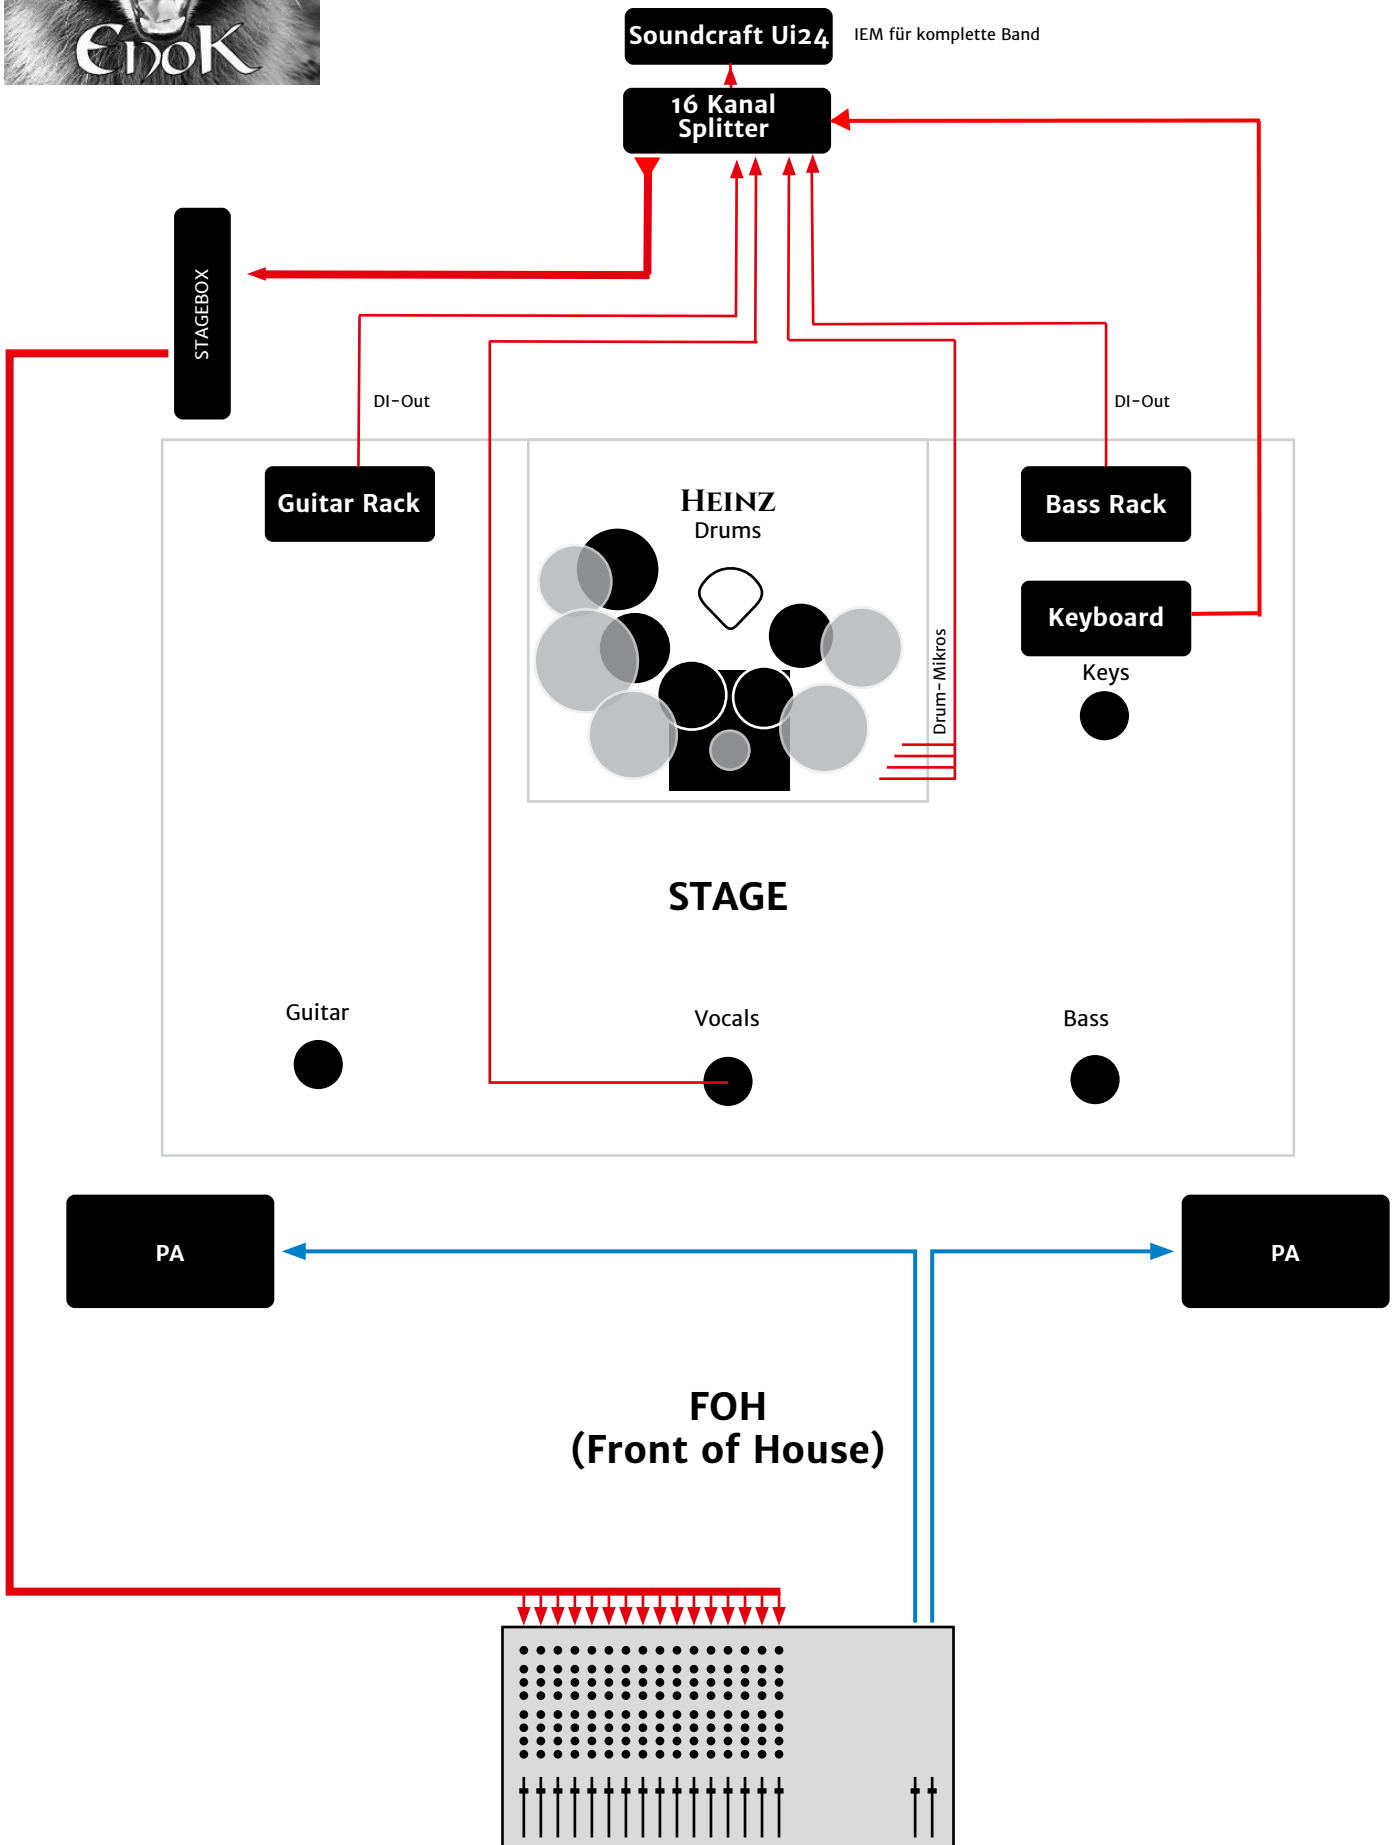 EnoK
Soundcraft Ui24
IEM für komplette Band
16 Kanal
Splitter
STAGEBOX
DI-Out
DI-Out
Guitar Rack
HEINZ
Drums
Bass Rack
Keyboard
Keys
Drum-Mikros
STAGE
Guitar
Vocals
Bass
PA
PA
FOH
(Front of House)